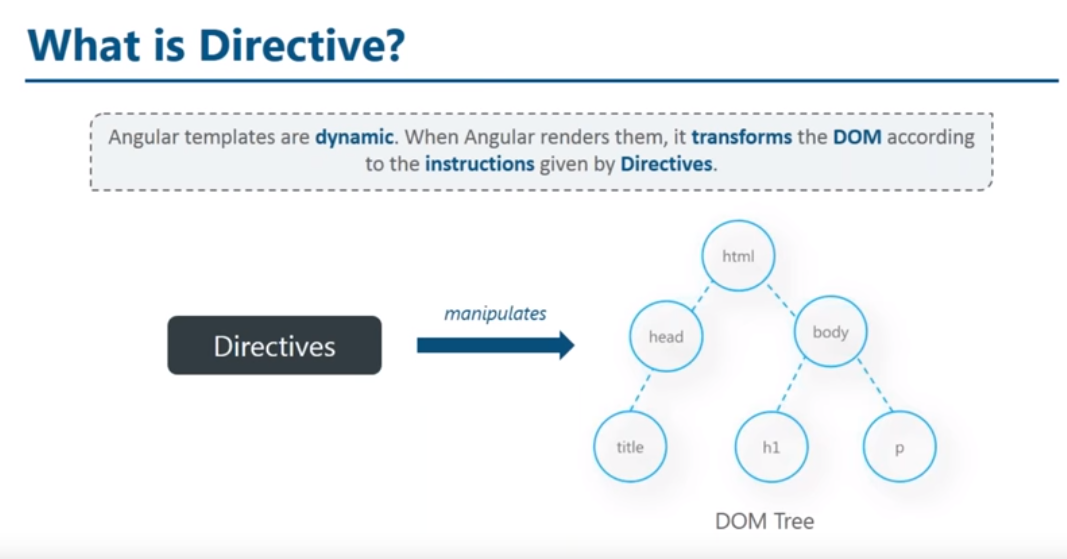 What is Directive?
Angular templates are dynamic. When Angular renders them, it transforms the DOM according
to the instructions given by Directives.
html
manipulates
Directives
head
body
title
h1
p
DOM Tree